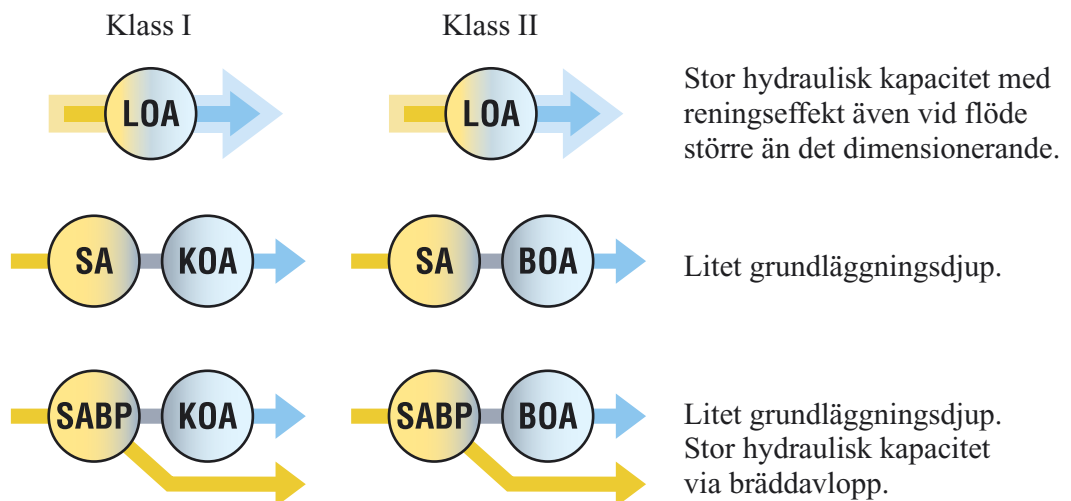 Klass I
Klass II
LOA
LOA
Stor hydraulisk kapacitet med
reningseffekt även vid flöde
större än det dimensionerande.
SA
KOA
SA
BOA
Litet grundläggningsdjup.
SABP
KOA
SABP
BOA
Litet grundläggningsdjup.
Stor hydraulisk kapacitet
via bräddavlopp.